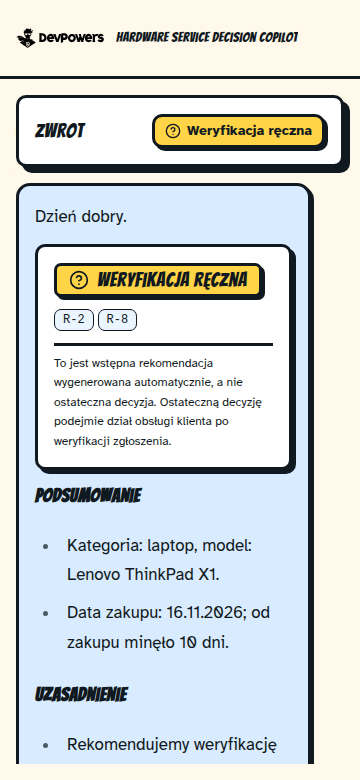 DEVPOWERS HARDWARE SERVICE DECISION COPILOT
ZWROT Weryfikacja ręczna
Dzień dobry.
WERYFIKACJA RĘCZNA
R-2 R-8
To jest wstępna rekomendacja
wygenerowana automatycznie, a nie
ostateczna decyzja. Ostateczną decyzję
podejmie dział obsługi klienta po
weryfikacji zgłoszenia.
PODSUMOWANIE
Kategoria: laptop, model:
Lenovo ThinkPad X1.
Data zakupu: 16.11.2026; od
zakupu minęło 10 dni.
UZASADNIENIE
Rekomendujemy weryfikację